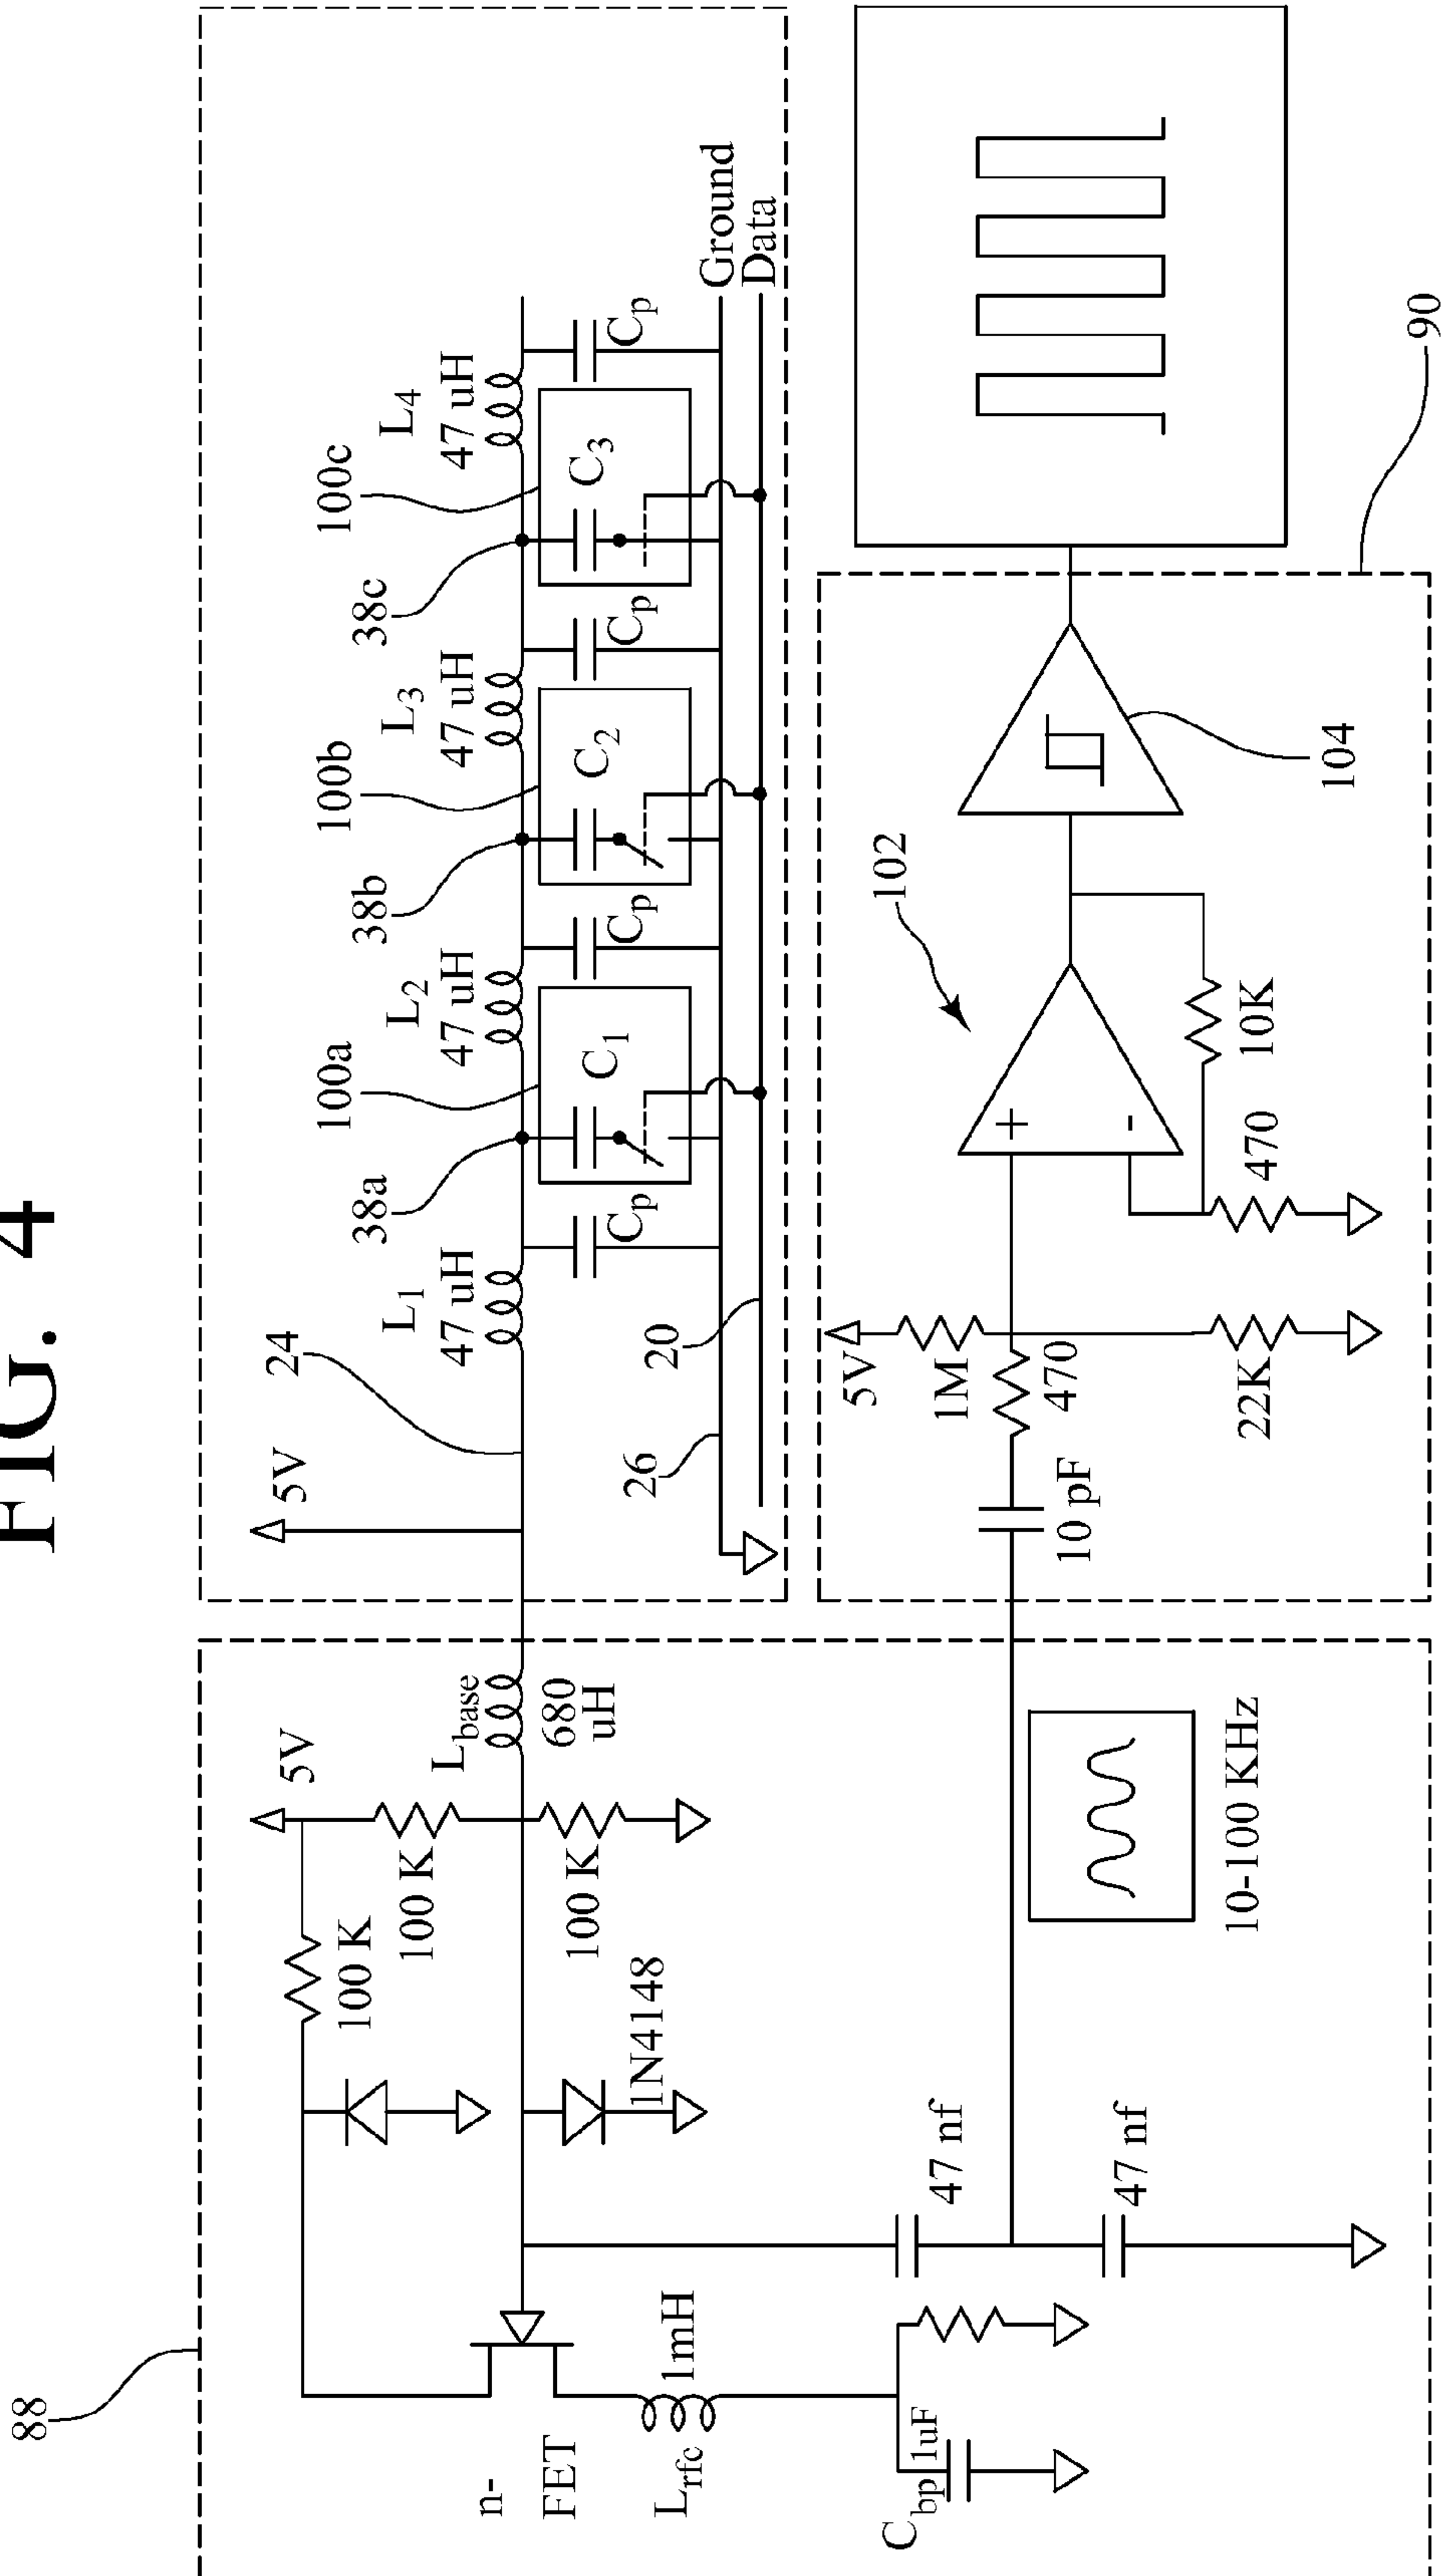 FIG. 4
88
5V
100 K
100 K
100 K
1N4148
n-
FET
L_rfc
1mH
C_bp 1uF
47 nf
47 nf
L_base
680
uH
10-100 KHz
5V
24
L_1
47 uH
38a
100a
L_2
47 uH
38b
100b
L_3
47 uH
38c
100c
L_4
47 uH
C_p
C_1
C_p
C_2
C_p
C_3
C_p
26
20
Ground
Data
10 pF
470
5V
1M
22K
+
-
102
470
10K
104
90